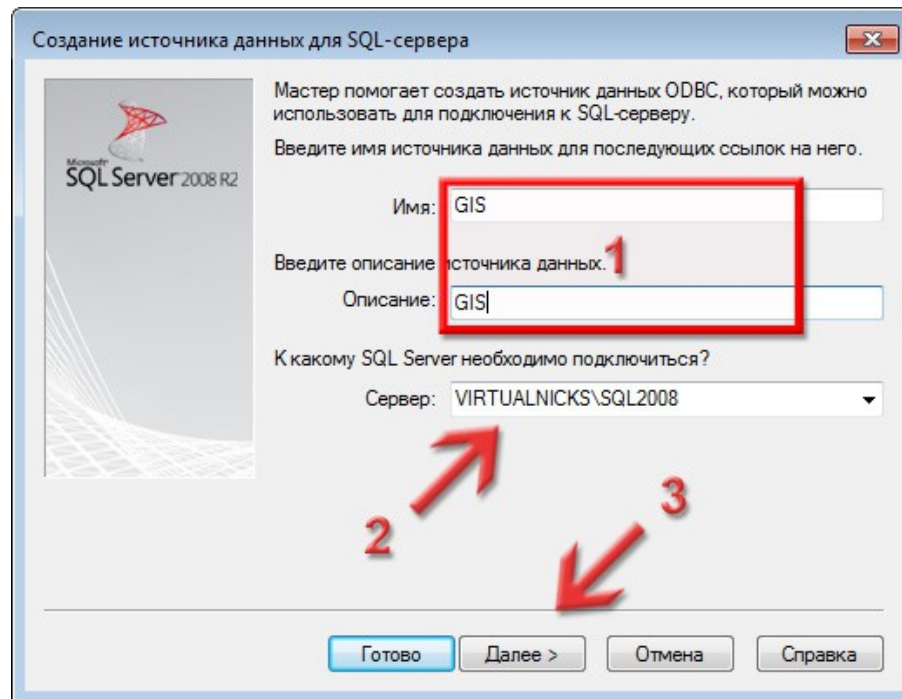 Создание источника данных для SQL-сервера
Мастер помогает создать источник данных ODBC, который можно
использовать для подключения к SQL-серверу.
Введите имя источника данных для последующих ссылок на него.
Microsoft
SQL Server 2008 R2
Имя: GIS
1
Введите описание источника данных.
Описание: GIS
К какому SQL Server необходимо подключиться?
Сервер: VIRTUALNICKS\SQL2008
2
3
Готово Далее > Отмена Справка